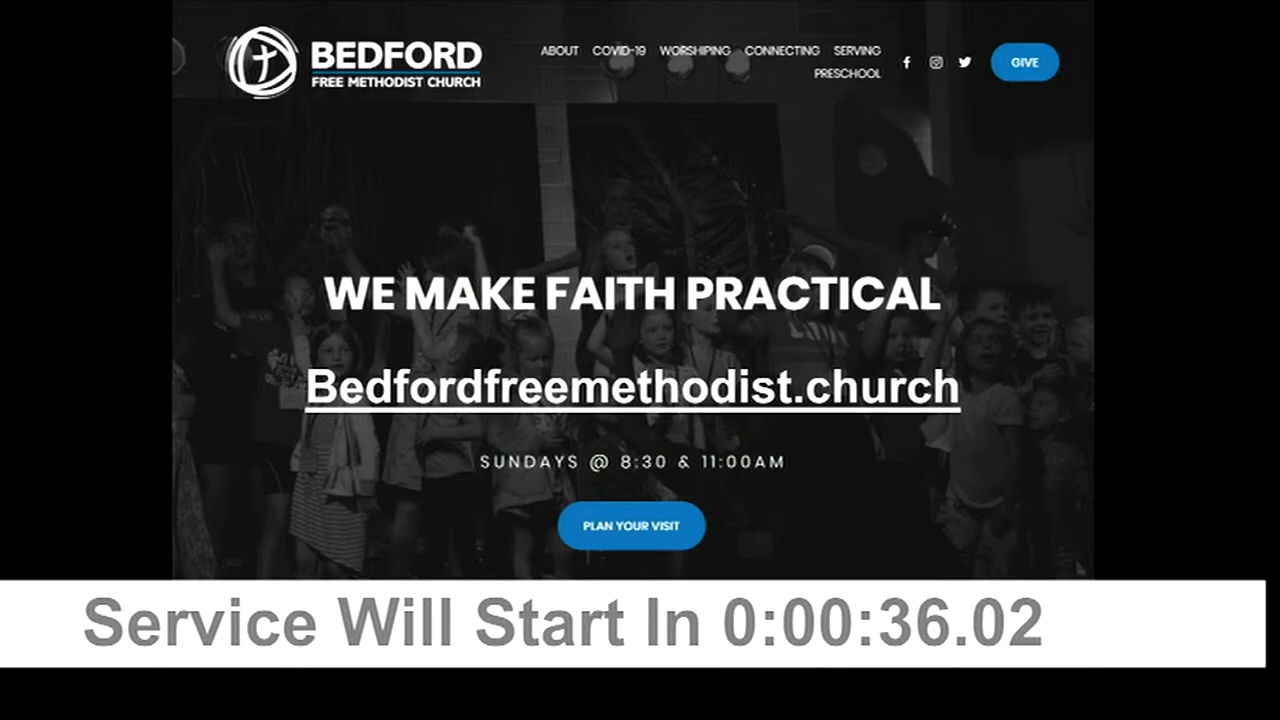 BEDFORD
FREE METHODIST CHURCH
ABOUT COVID-19 WORSHIPING CONNECTING SERVING
PRESCHOOL
GIVE
WE MAKE FAITH PRACTICAL
Bedfordfreemethodist.church
SUNDAYS @ 8:30 & 11:00AM
PLAN YOUR VISIT
Service Will Start In 0:00:36.02